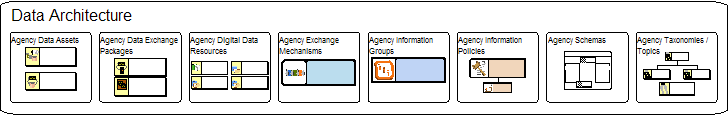 Data Architecture
Agency Data Assets
Agency Data Exchange
Packages
Agency Digital Data
Resources
Agency Exchange
Mechanisms
Agency Information
Groups
Agency Information
Policies
Agency Schemas
Agency Taxonomies /
Topics